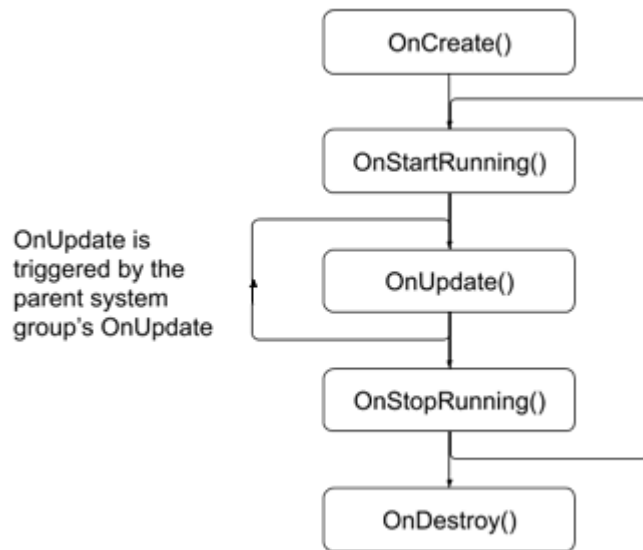 OnCreate()
OnStartRunning()
OnUpdate is
triggered by the
parent system
group's OnUpdate
OnUpdate()
OnStopRunning()
OnDestroy()